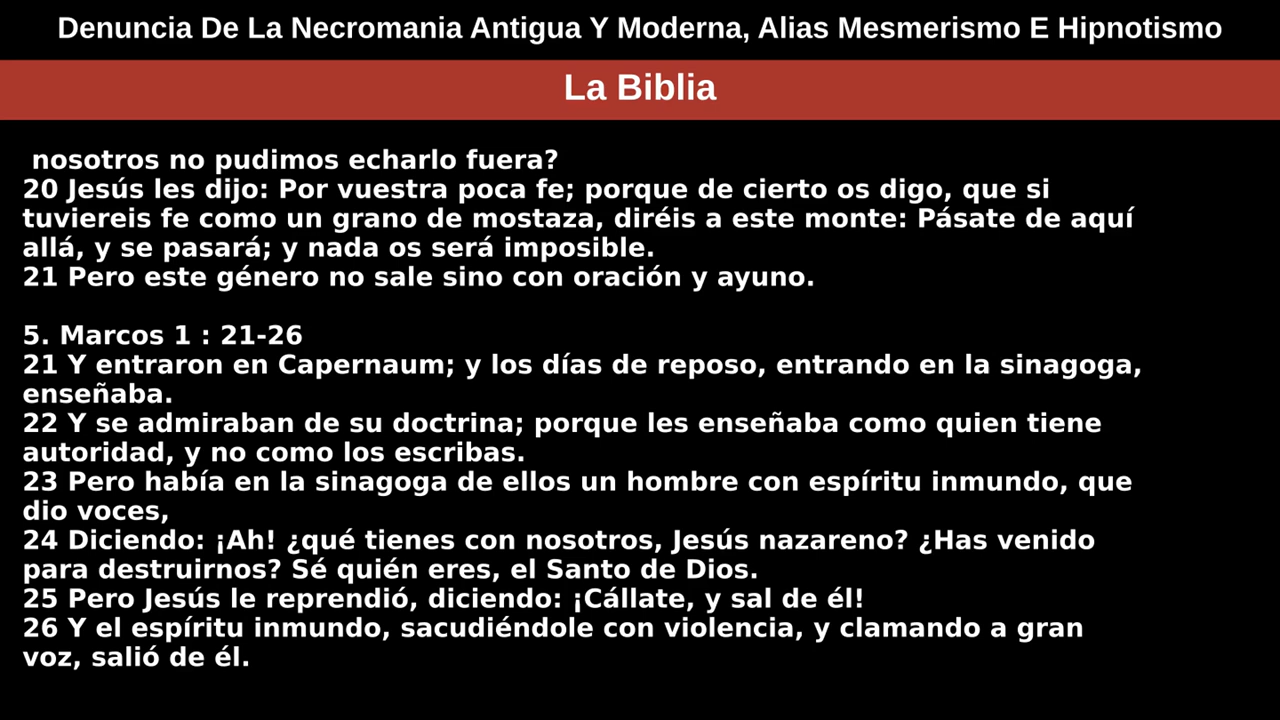 Denuncia De La Necromania Antigua Y Moderna, Alias Mesmerismo E Hipnotismo
La Biblia
nosotros no pudimos echarlo fuera?
20 Jesús les dijo: Por vuestra poca fe; porque de cierto os digo, que si
tuviereis fe como un grano de mostaza, diréis a este monte: Pásate de aquí
allá, y se pasará; y nada os será imposible.
21 Pero este género no sale sino con oración y ayuno.
5. Marcos 1 : 21-26
21 Y entraron en Capernaum; y los días de reposo, entrando en la sinagoga,
enseñaba.
22 Y se admiraban de su doctrina; porque les enseñaba como quien tiene
autoridad, y no como los escribas.
23 Pero había en la sinagoga de ellos un hombre con espíritu inmundo, que
dio voces,
24 Diciendo: ¡Ah! ¿qué tienes con nosotros, Jesús nazareno? ¿Has venido
para destruirnos? Sé quién eres, el Santo de Dios.
25 Pero Jesús le reprendió, diciendo: ¡Cállate, y sal de él!
26 Y el espíritu inmundo, sacudiéndole con violencia, y clamando a gran
voz, salió de él.